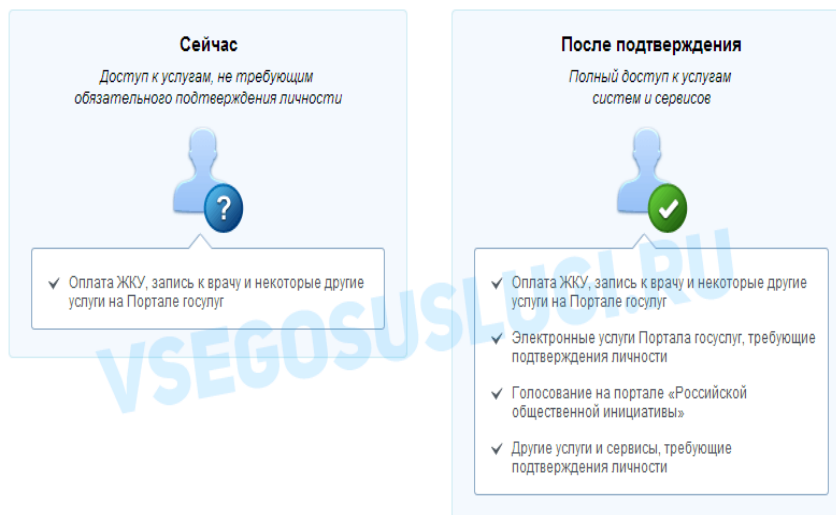 Сейчас
Доступ к услугам, не требующим
обязательного подтверждения личности
?
Оплата ЖКУ, запись к врачу и некоторые другие
услуги на Портале госулуг
После подтверждения
Полный доступ к услугам
систем и сервисов
Оплата ЖКУ, запись к врачу и некоторые другие
услуги на Портале госулуг
Электронные услуги Портала госуслуг, требующие
подтверждения личности
Голосование на портале «Российской
общественной инициативы»
Другие услуги и сервисы, требующие
подтверждения личности
VSEGOSUSLUGI.RU